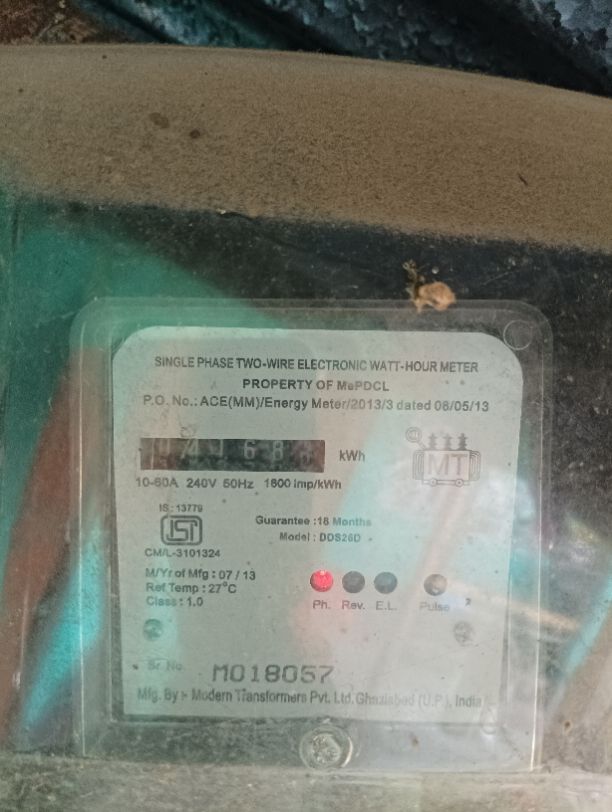 SINGLE PHASE TWO-WIRE ELECTRONIC WATT-HOUR METER
PROPERTY OF MePDCL
P.O. No.: ACE(MM)/Energy Meter/2013/3 dated 08/05/13
kWh
MT
10-60A 240V 50Hz 1600 imp/kWh
IS : 13779
ISI
CM/L-3101324
Guarantee : 18 Months
Model : DDS26D
M/Yr of Mfg : 07 / 13
Ref Temp : 27°C
Class : 1.0
Ph. Rev. E.L. Pulse
Sr. No. M018057
Mfg. By :- Modern Transformers Pvt. Ltd. Ghaziabad (U.P.), India